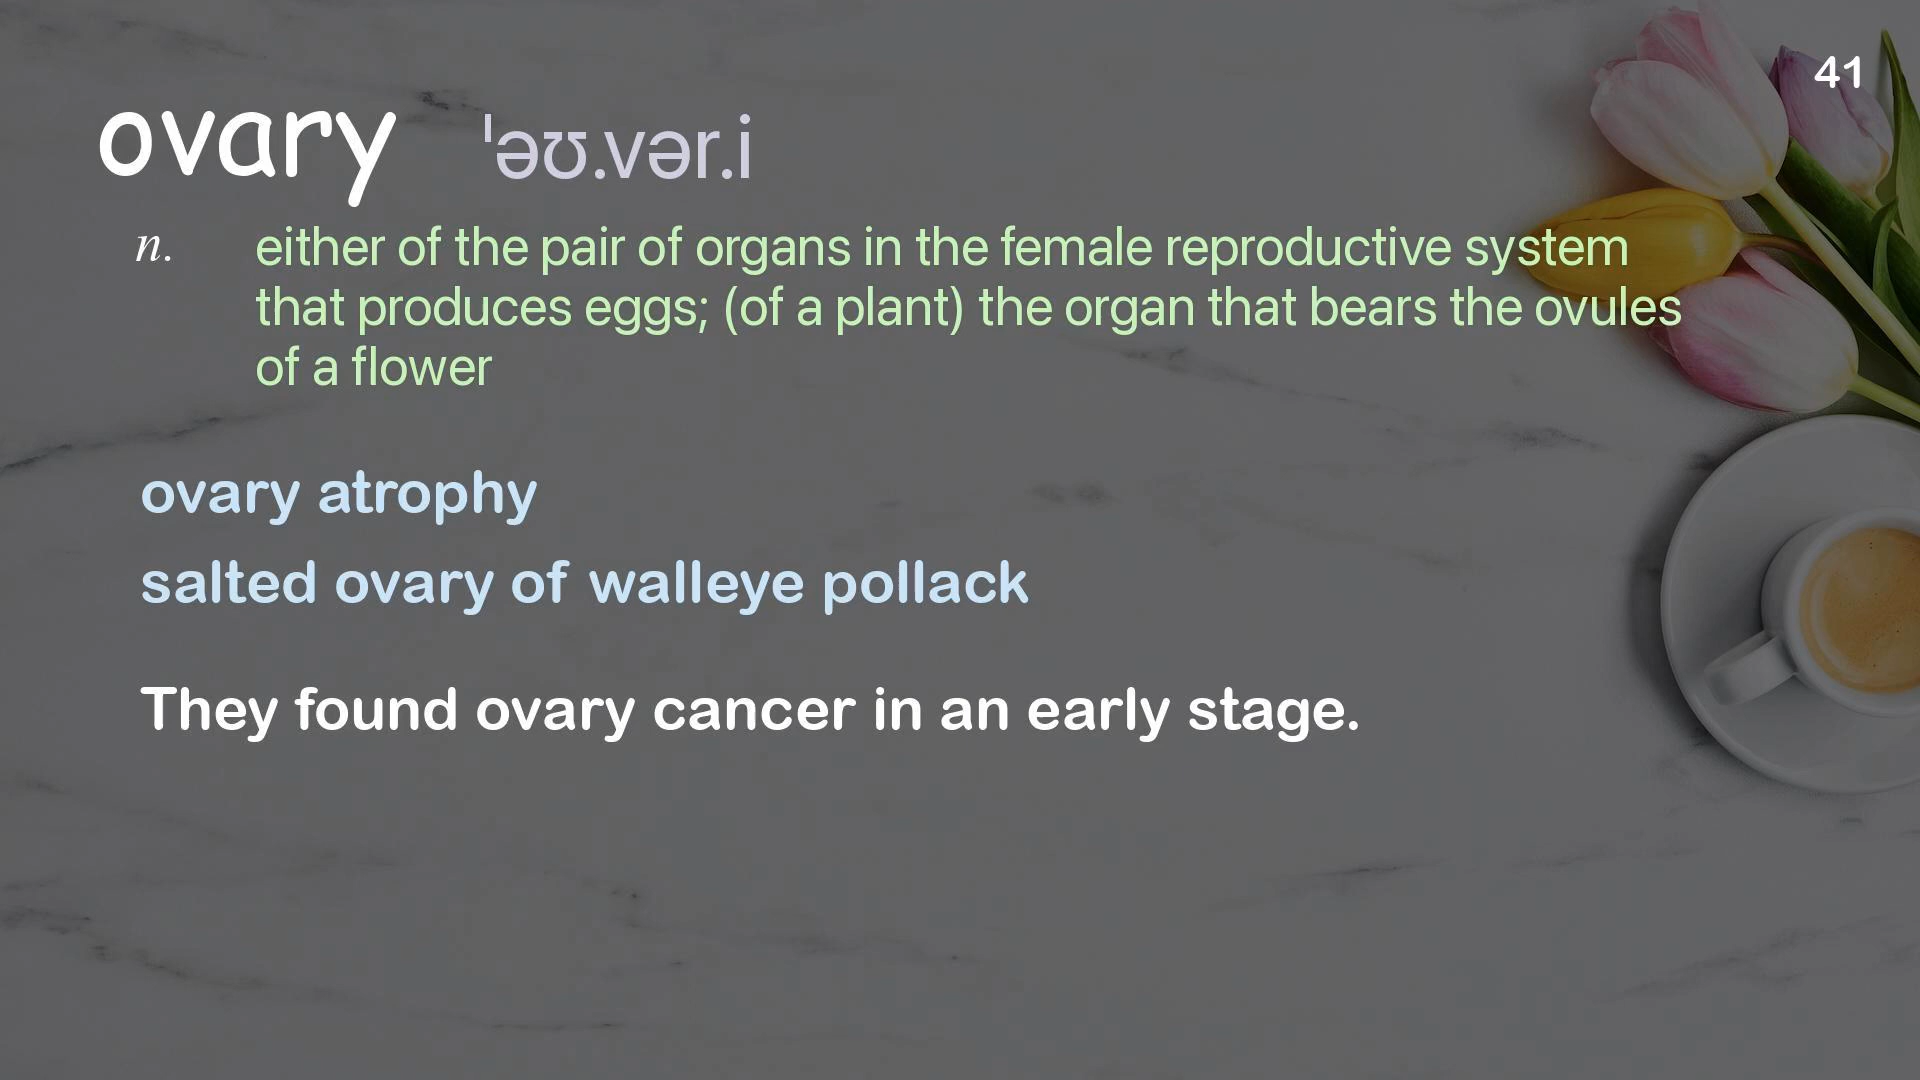 41
ovary ˈəʊ.vər.i
n. either of the pair of organs in the female reproductive system
that produces eggs; (of a plant) the organ that bears the ovules
of a flower
ovary atrophy
salted ovary of walleye pollack
They found ovary cancer in an early stage.